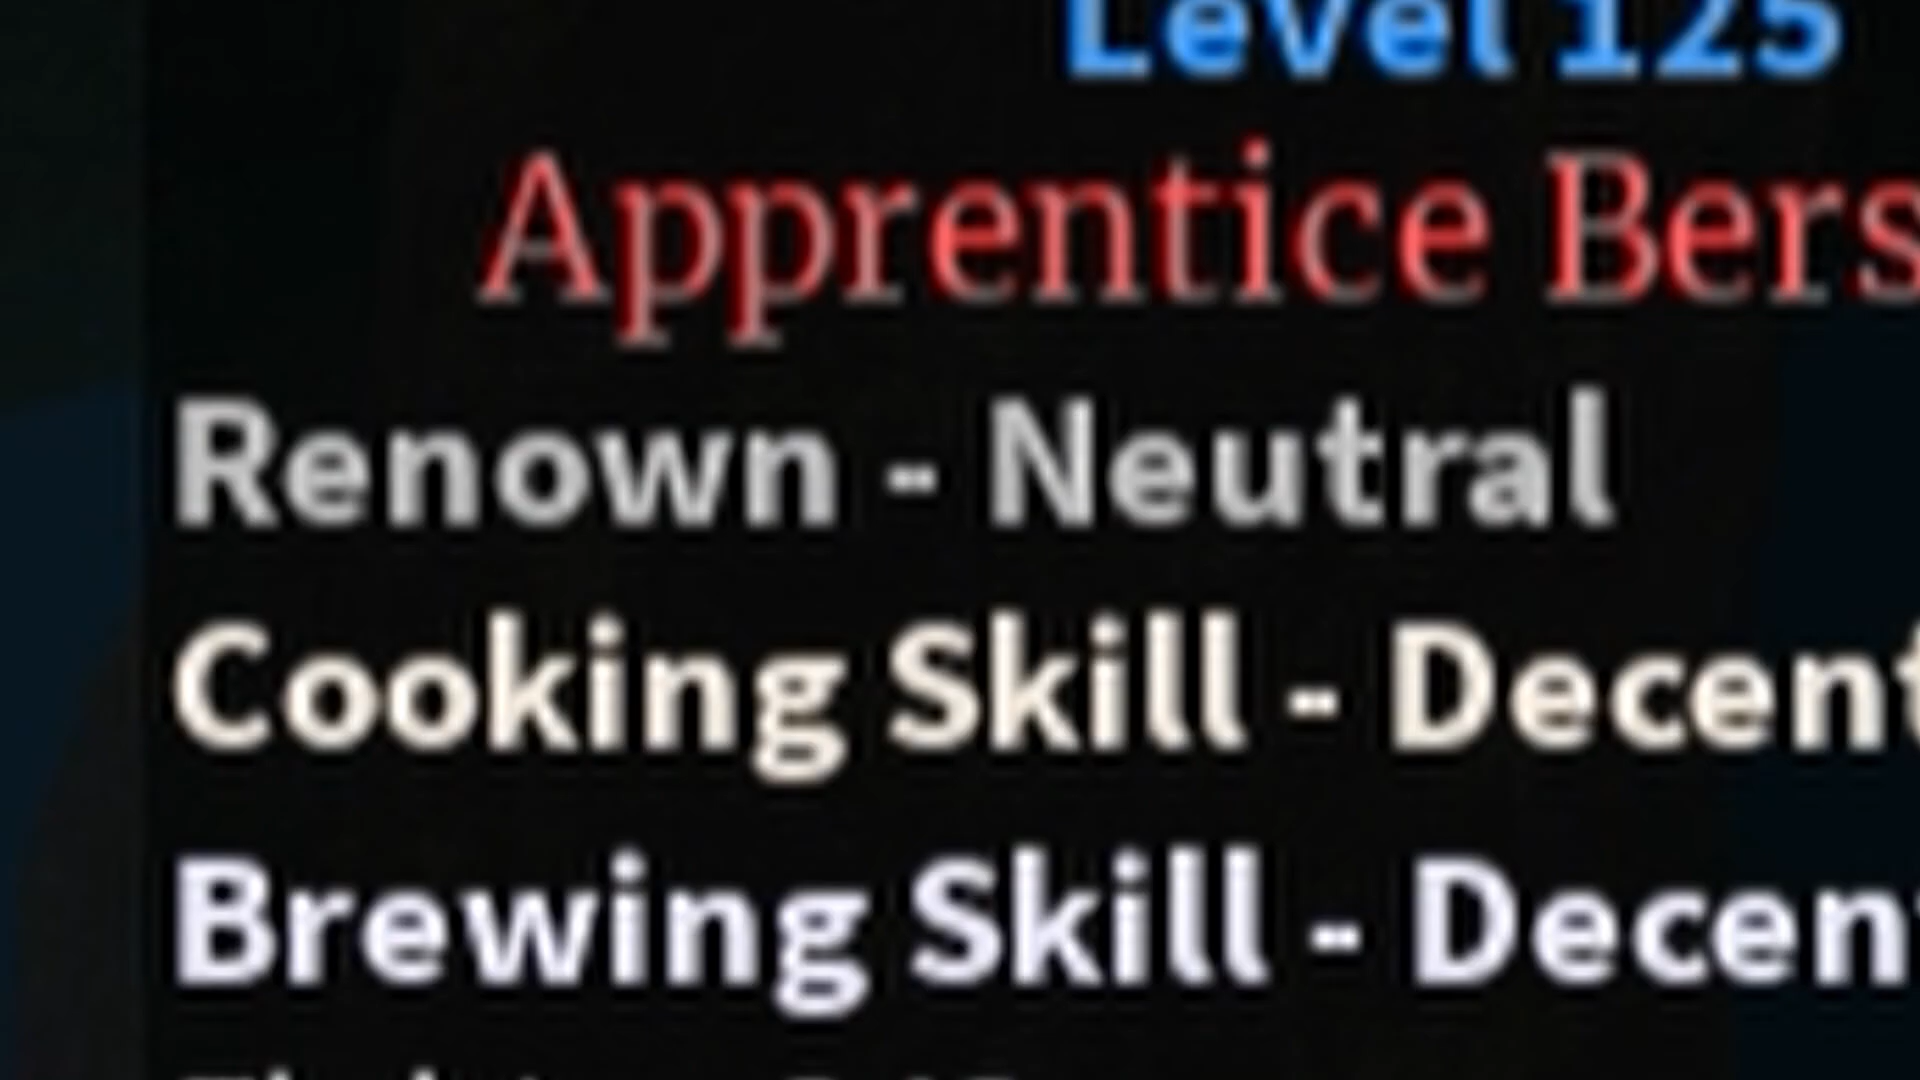 Level 125
Apprentice Bers
Renown - Neutral
Cooking Skill - Decent
Brewing Skill - Decent